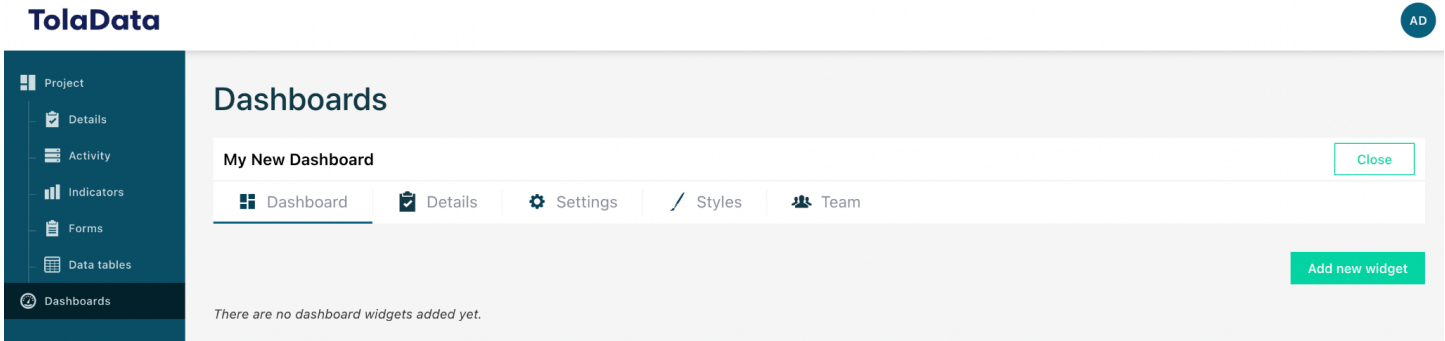 TolaData
AD
Project
Details
Activity
Indicators
Forms
Data tables
Dashboards
Dashboards
My New Dashboard
Close
Dashboard Details Settings Styles Team
Add new widget
There are no dashboard widgets added yet.